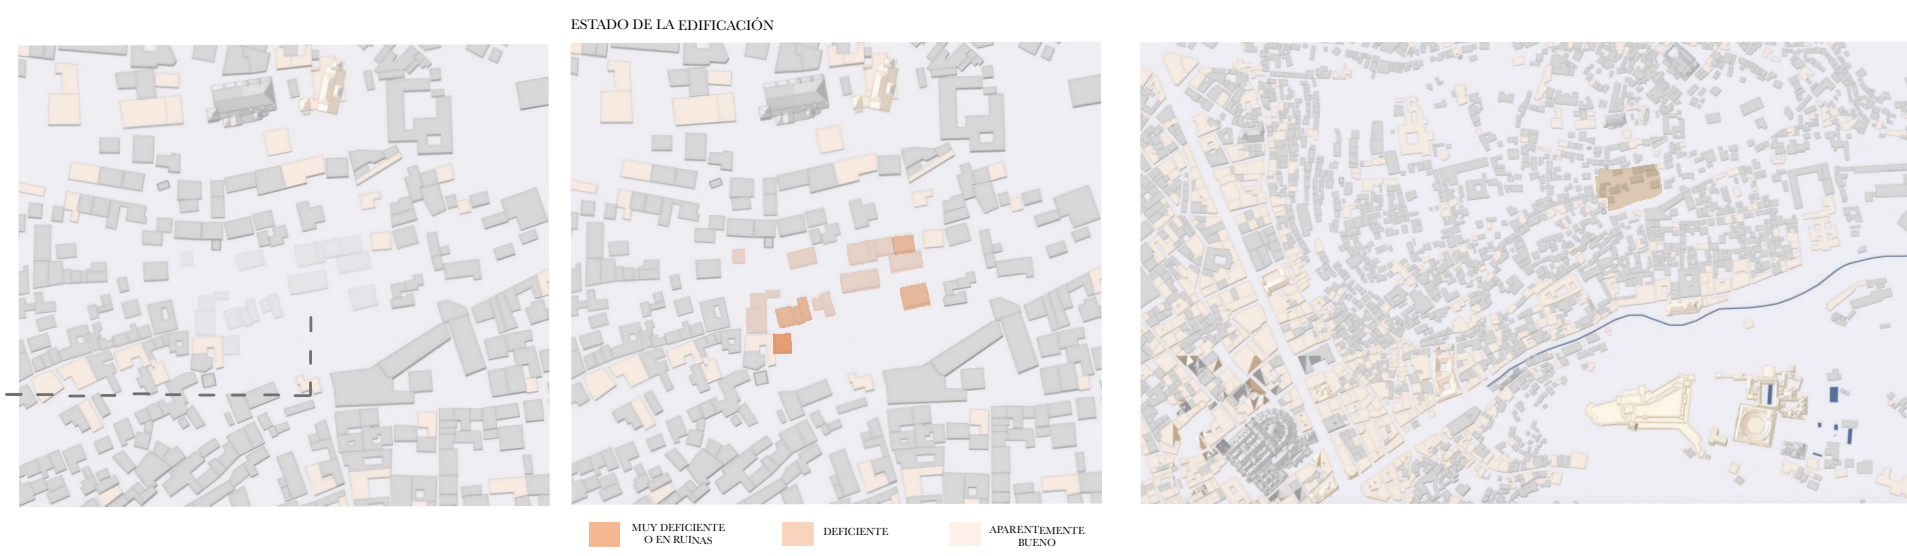 ESTADO DE LA EDIFICACIÓN
MUY DEFICIENTE
O EN RUINAS
DEFICIENTE
APARENTEMENTE
BUENO